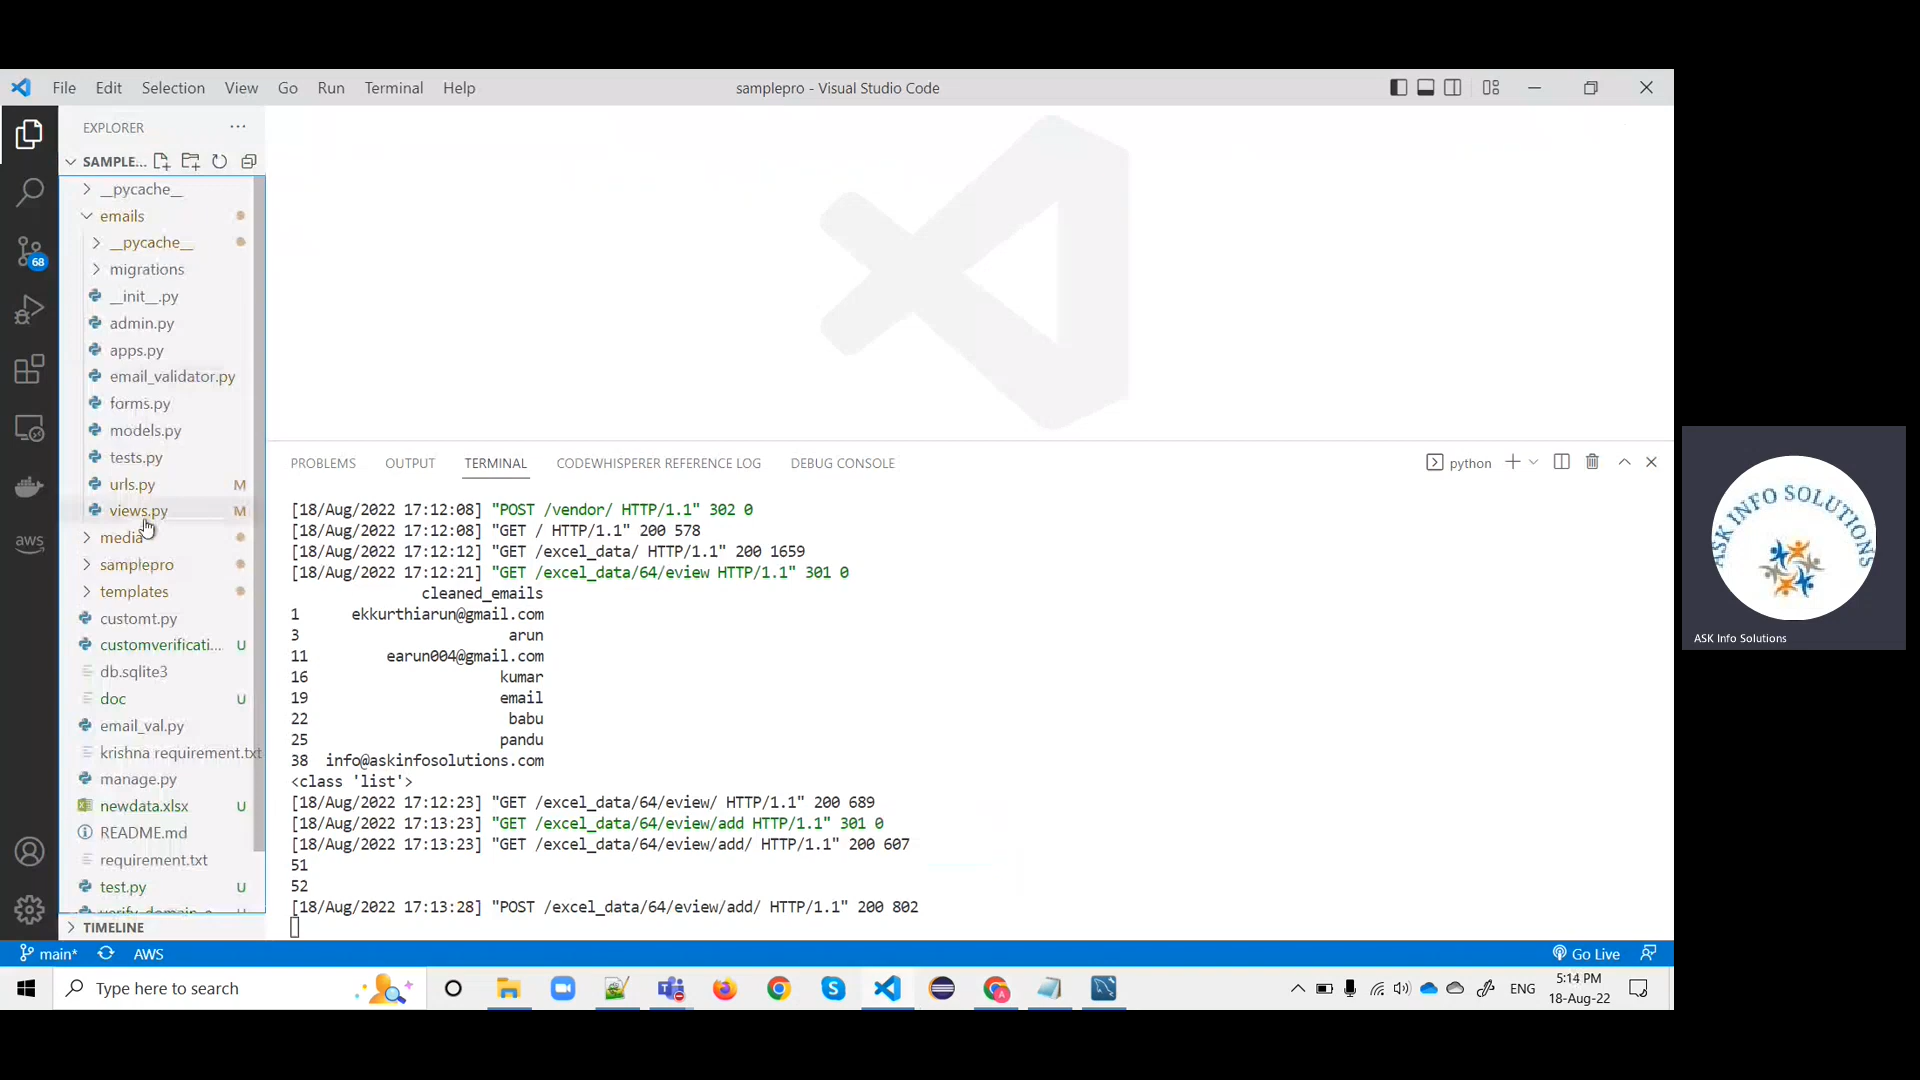 File Edit Selection View Go Run Terminal Help
samplepro - Visual Studio Code
EXPLORER
SAMPLE...
__pycache__
emails
__pycache__
migrations
__init__.py
admin.py
apps.py
email_validator.py
forms.py
models.py
tests.py
urls.py M
views.py M
media
samplepro
templates
customt.py
customverificati... U
db.sqlite3
doc U
email_val.py
krishna requirement.txt
manage.py
newdata.xlsx U
README.md
requirement.txt
test.py U
TIMELINE
68
aws
PROBLEMS OUTPUT TERMINAL CODEWHISPERER REFERENCE LOG DEBUG CONSOLE
python
[18/Aug/2022 17:12:08] "POST /vendor/ HTTP/1.1" 302 0
[18/Aug/2022 17:12:08] "GET / HTTP/1.1" 200 578
[18/Aug/2022 17:12:12] "GET /excel_data/ HTTP/1.1" 200 1659
[18/Aug/2022 17:12:21] "GET /excel_data/64/eview HTTP/1.1" 301 0
cleaned_emails
1 ekkurthiarun@gmail.com
3 arun
11 earun004@gmail.com
16 kumar
19 email
22 babu
25 pandu
38 info@askinfosolutions.com
<class 'list'>
[18/Aug/2022 17:12:23] "GET /excel_data/64/eview/ HTTP/1.1" 200 689
[18/Aug/2022 17:13:23] "GET /excel_data/64/eview/add HTTP/1.1" 301 0
[18/Aug/2022 17:13:23] "GET /excel_data/64/eview/add/ HTTP/1.1" 200 607
51
52
[18/Aug/2022 17:13:28] "POST /excel_data/64/eview/add/ HTTP/1.1" 200 802
main* AWS
Go Live
Type here to search
ENG
5:14 PM
18-Aug-22
ASK INFO SOLUTIONS
ASK Info Solutions